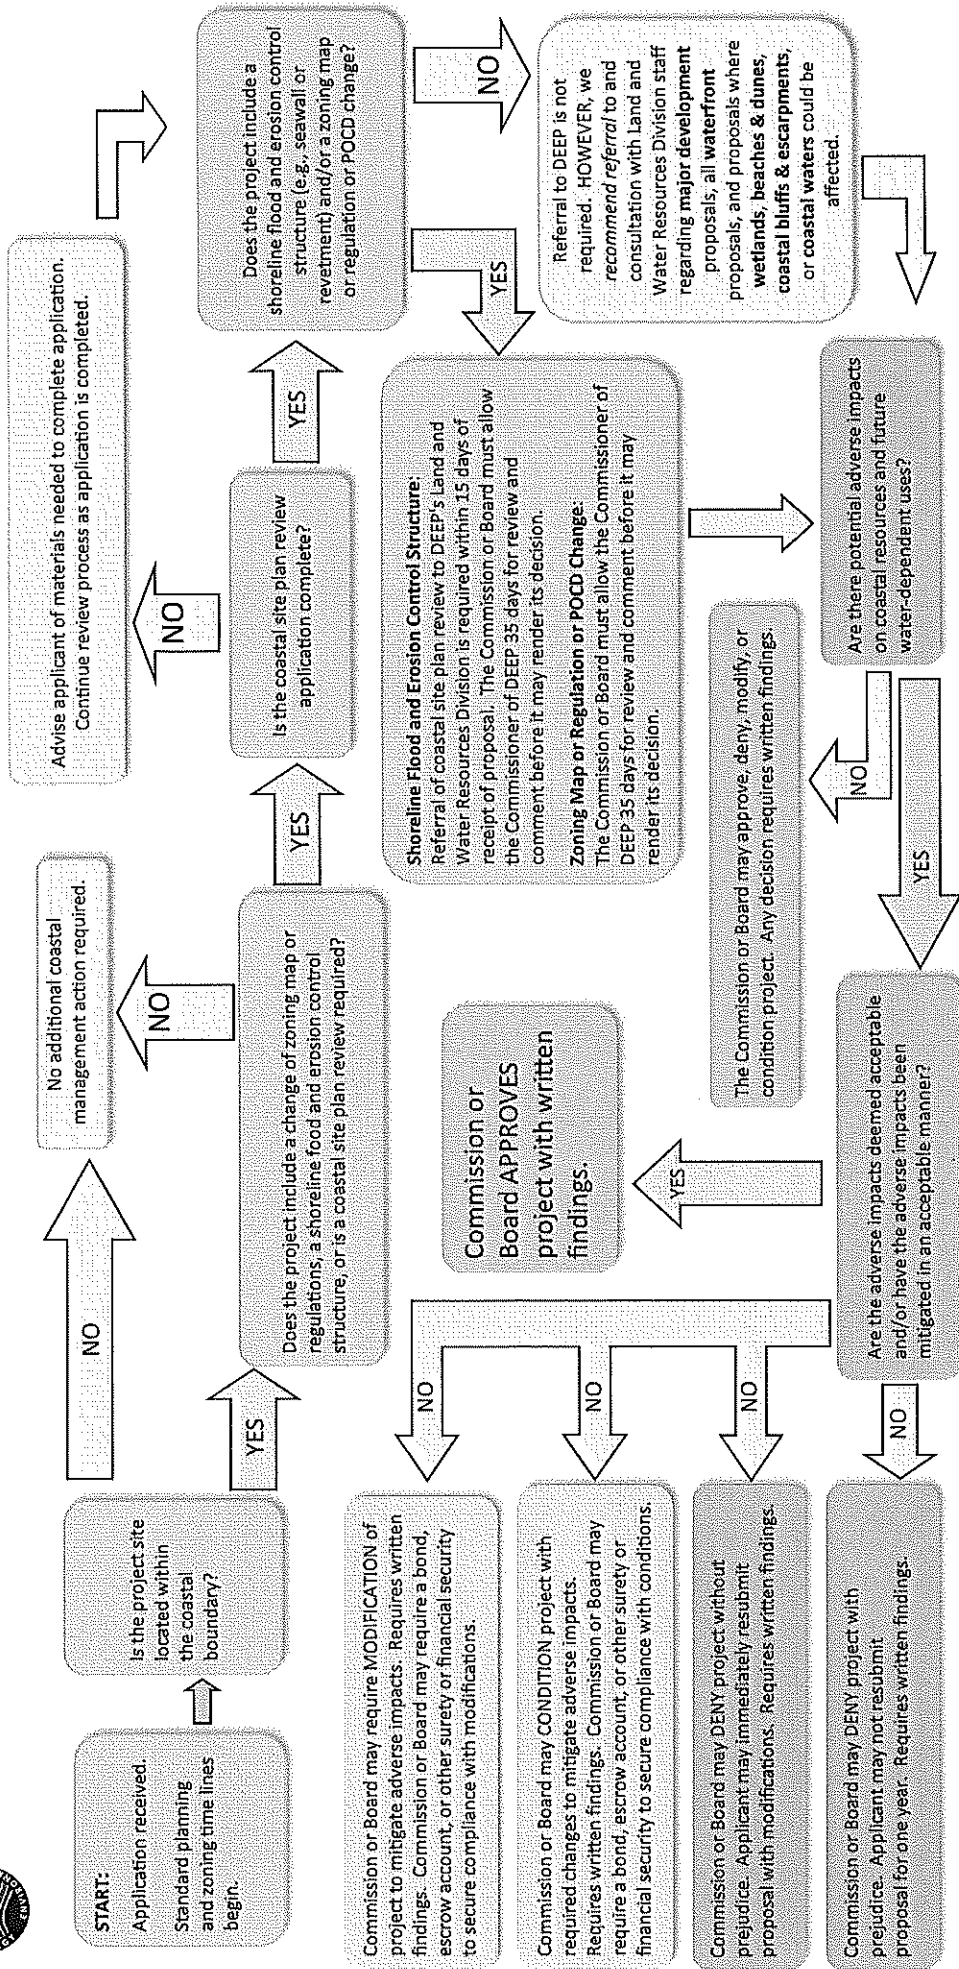 START:
Application received.
Standard planning
and zoning time lines
begin.
Is the project site
located within
the coastal
boundary?
NO
YES
No additional coastal
management action required.
NO
Does the project include a change of zoning map or
regulations, a shoreline food and erosion control
structure, or is a coastal site plan review required?
YES
Advise applicant of materials needed to complete application.
Continue review process as application is completed.
NO
Is the coastal site plan review
application complete?
YES
Does the project include a
shoreline flood and erosion control
structure (e.g., seawall or
revetment) and/or a zoning map
or regulation or POCD change?
NO
YES
Referral to DEEP is not
required. HOWEVER, we
recommend referral to and
consultation with Land and
Water Resources Division staff
regarding major development
proposals, all waterfront
proposals, and proposals where
wetlands, beaches & dunes,
coastal bluffs & escarpments,
or coastal waters could be
affected.
Shoreline Flood and Erosion Control Structure:
Referral of coastal site plan review to DEEP's Land and
Water Resources Division is required within 15 days of
receipt of proposal. The Commission or Board must allow
the Commissioner of DEEP 35 days for review and
comment before it may render its decision.
Zoning Map or Regulation or POCD Change:
The Commission or Board must allow the Commissioner of
DEEP 35 days for review and comment before it may
render its decision.
Are there potential adverse impacts
on coastal resources and future
water-dependent uses?
NO
YES
The Commission or Board may approve, deny, modify, or
condition project. Any decision requires written findings.
Are the adverse impacts deemed acceptable
and/or have the adverse impacts been
mitigated in an acceptable manner?
YES
Commission or
Board APPROVES
project with written
findings.
NO
NO
NO
NO
Commission or Board may require MODIFICATION of
project to mitigate adverse impacts. Requires written
findings. Commission or Board may require a bond,
escrow account, or other surety or financial security
to secure compliance with modifications.
Commission or Board may CONDITION project with
required changes to mitigate adverse impacts.
Requires written findings. Commission or Board may
require a bond, escrow account, or other surety or
financial security to secure compliance with conditions.
Commission or Board may DENY project without
prejudice. Applicant may immediately resubmit
proposal with modifications. Requires written findings.
Commission or Board may DENY project with
prejudice. Applicant may not resubmit
proposal for one year. Requires written findings.